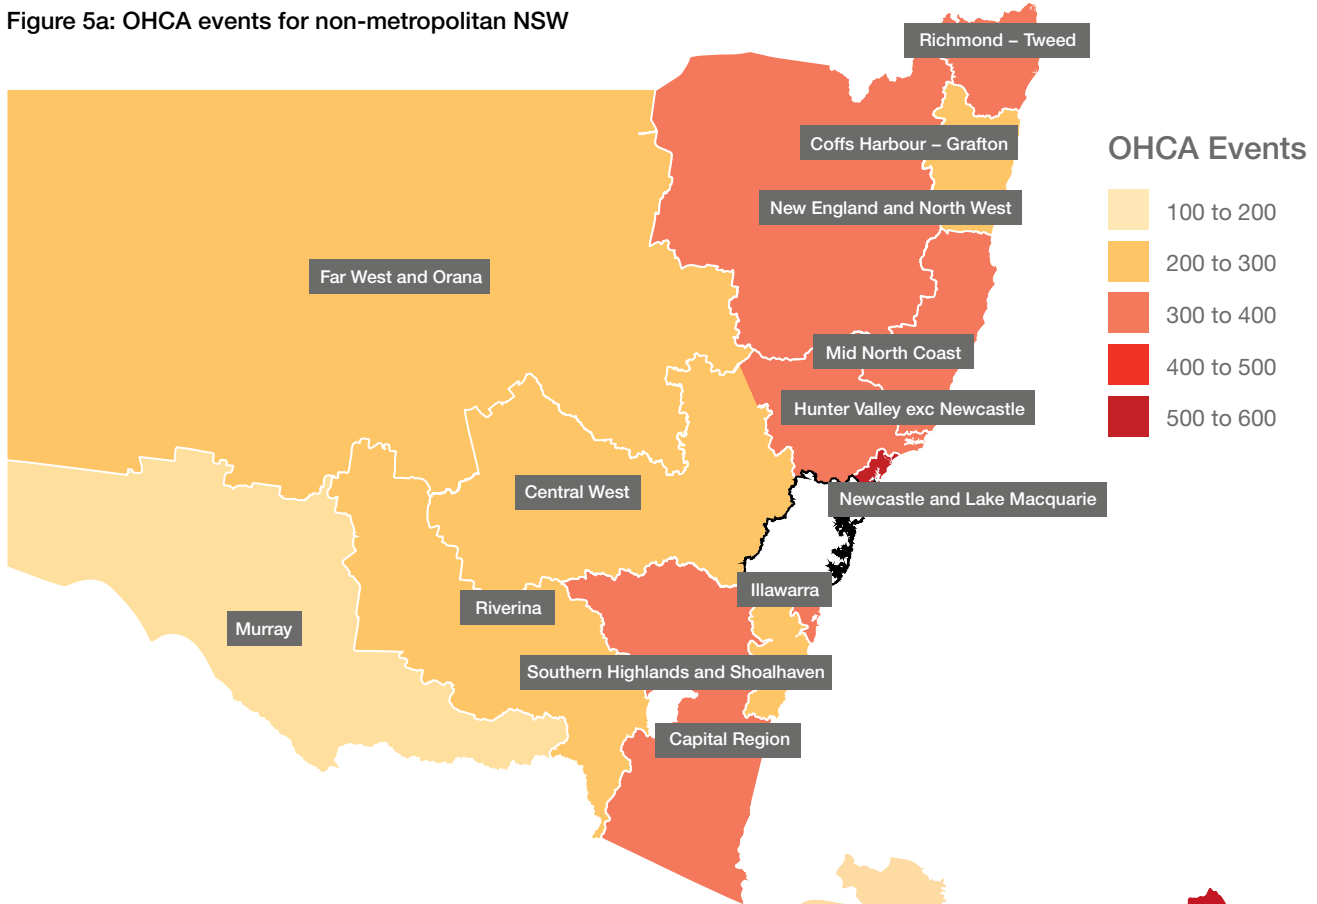 Figure 5a: OHCA events for non-metropolitan NSW
Richmond – Tweed
Coffs Harbour – Grafton
New England and North West
Far West and Orana
Mid North Coast
Hunter Valley exc Newcastle
Central West
Newcastle and Lake Macquarie
Illawarra
Riverina
Murray
Southern Highlands and Shoalhaven
Capital Region
OHCA Events
100 to 200
200 to 300
300 to 400
400 to 500
500 to 600